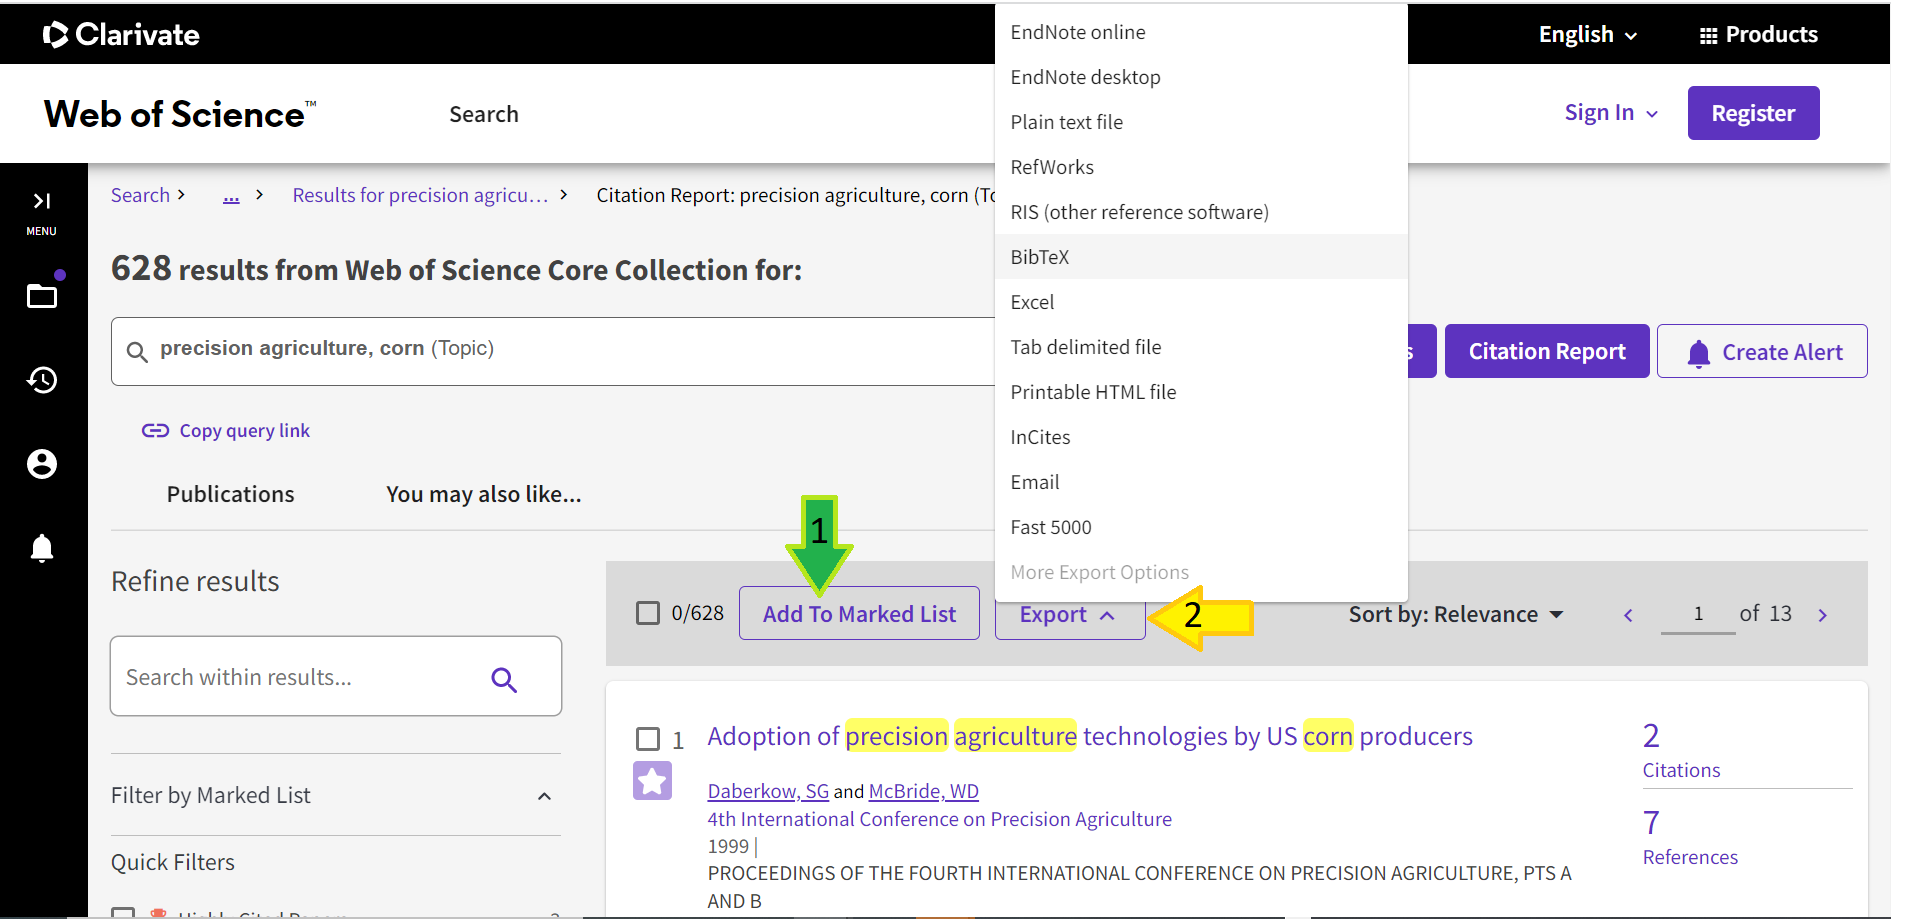 Clarivate
English
Products
Web of Science™
Search
Sign In
Register
EndNote online
EndNote desktop
Plain text file
RefWorks
RIS (other reference software)
BibTeX
Excel
Tab delimited file
Printable HTML file
InCites
Email
Fast 5000
More Export Options
MENU
Search > ... > Results for precision agricu... > Citation Report: precision agriculture, corn
628 results from Web of Science Core Collection for:
precision agriculture, corn (Topic)
Citation Report
Create Alert
Copy query link
Publications
You may also like...
1
Refine results
0/628
Add To Marked List
Export
2
Sort by: Relevance
1 of 13
Search within results...
Filter by Marked List
Quick Filters
1
Adoption of precision agriculture technologies by US corn producers
Daberkow, SG and McBride, WD
4th International Conference on Precision Agriculture
1999 |
PROCEEDINGS OF THE FOURTH INTERNATIONAL CONFERENCE ON PRECISION AGRICULTURE, PTS A
AND B
2
Citations
7
References